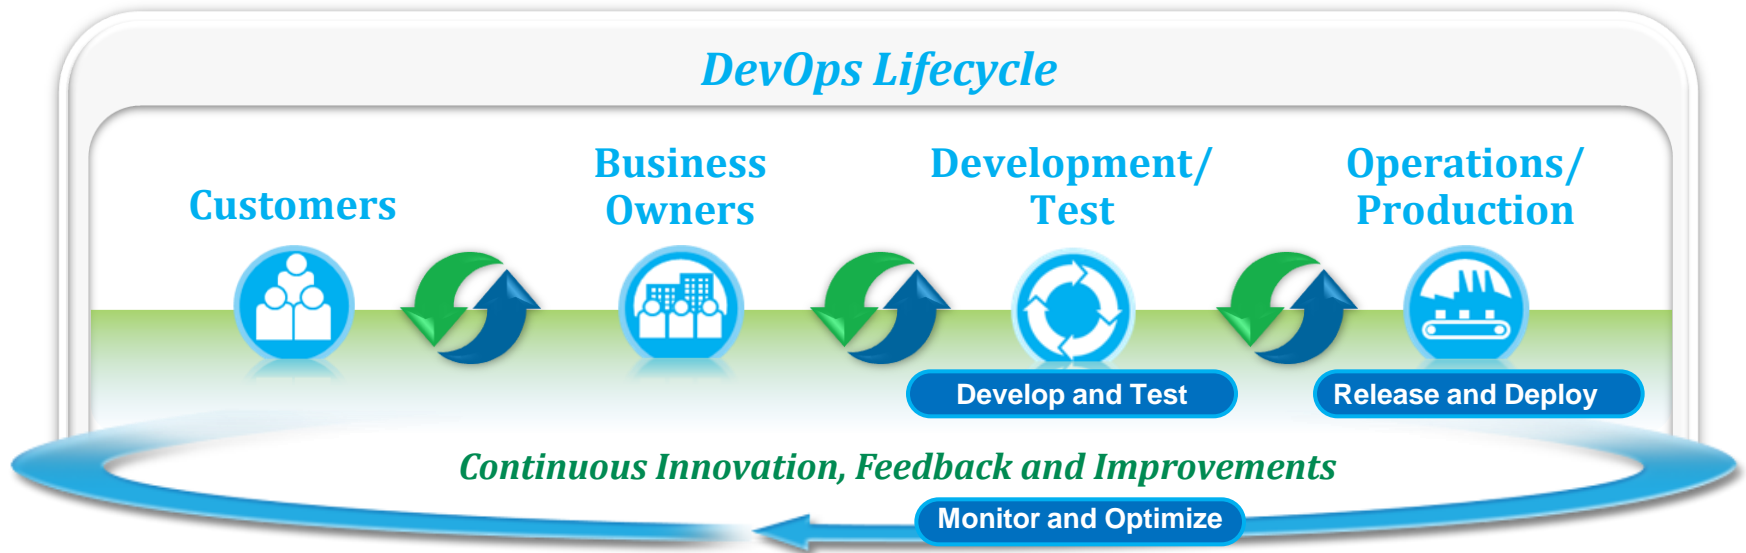 DevOps Lifecycle
Customers
Business
Owners
Development/
Test
Operations/
Production
Develop and Test
Release and Deploy
Continuous Innovation, Feedback and Improvements
Monitor and Optimize